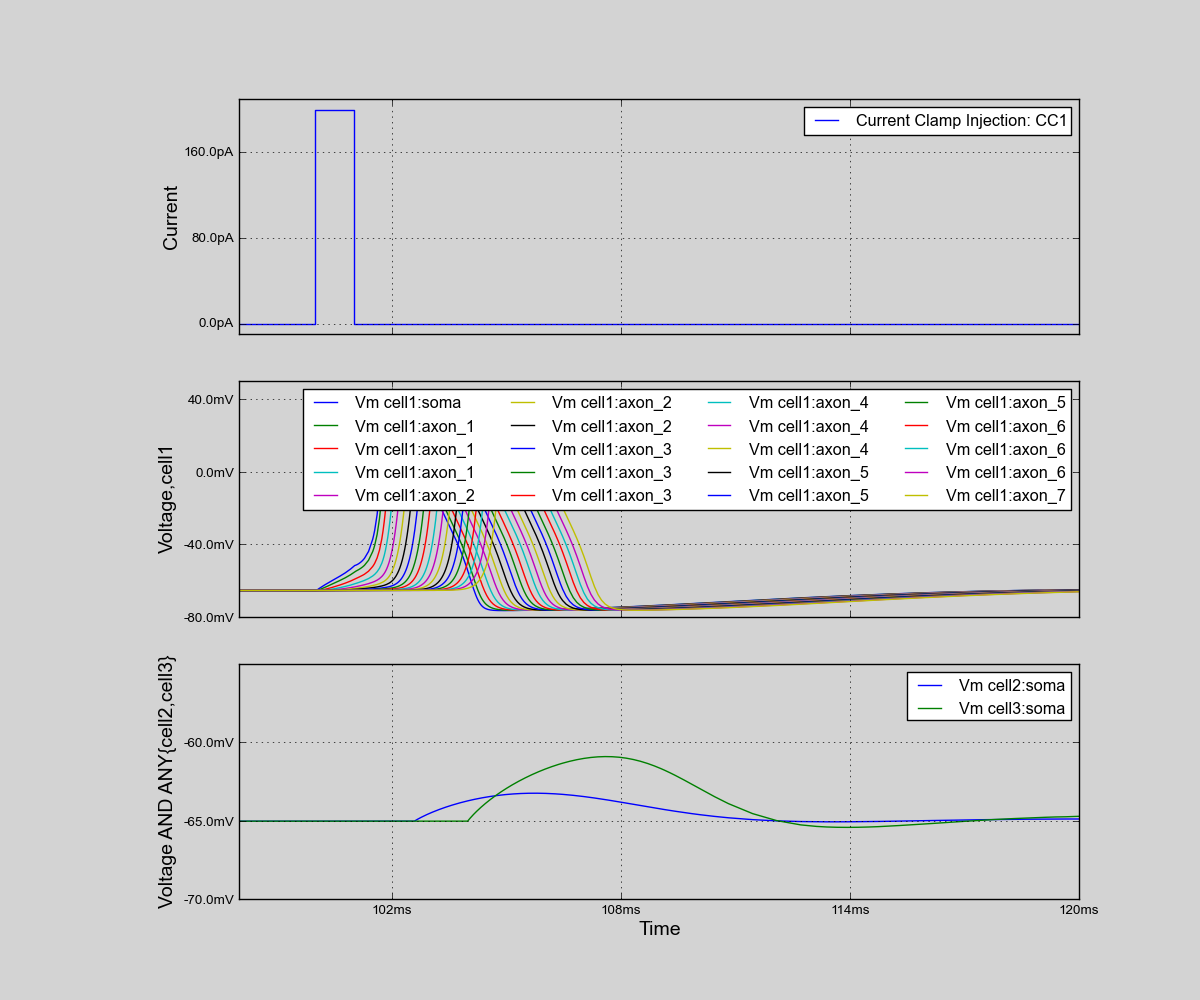 Current Clamp Injection: CC1
160.0pA
80.0pA
0.0pA
Current
40.0mV
0.0mV
-40.0mV
-80.0mV
Voltage,cell1
Vm cell1:soma
Vm cell1:axon_1
Vm cell1:axon_1
Vm cell1:axon_1
Vm cell1:axon_2
Vm cell1:axon_2
Vm cell1:axon_2
Vm cell1:axon_3
Vm cell1:axon_3
Vm cell1:axon_3
Vm cell1:axon_4
Vm cell1:axon_4
Vm cell1:axon_4
Vm cell1:axon_5
Vm cell1:axon_5
Vm cell1:axon_5
Vm cell1:axon_6
Vm cell1:axon_6
Vm cell1:axon_6
Vm cell1:axon_7
Vm cell2:soma
Vm cell3:soma
-60.0mV
-65.0mV
-70.0mV
Voltage AND ANY{cell2,cell3}
102ms
108ms
114ms
120ms
Time